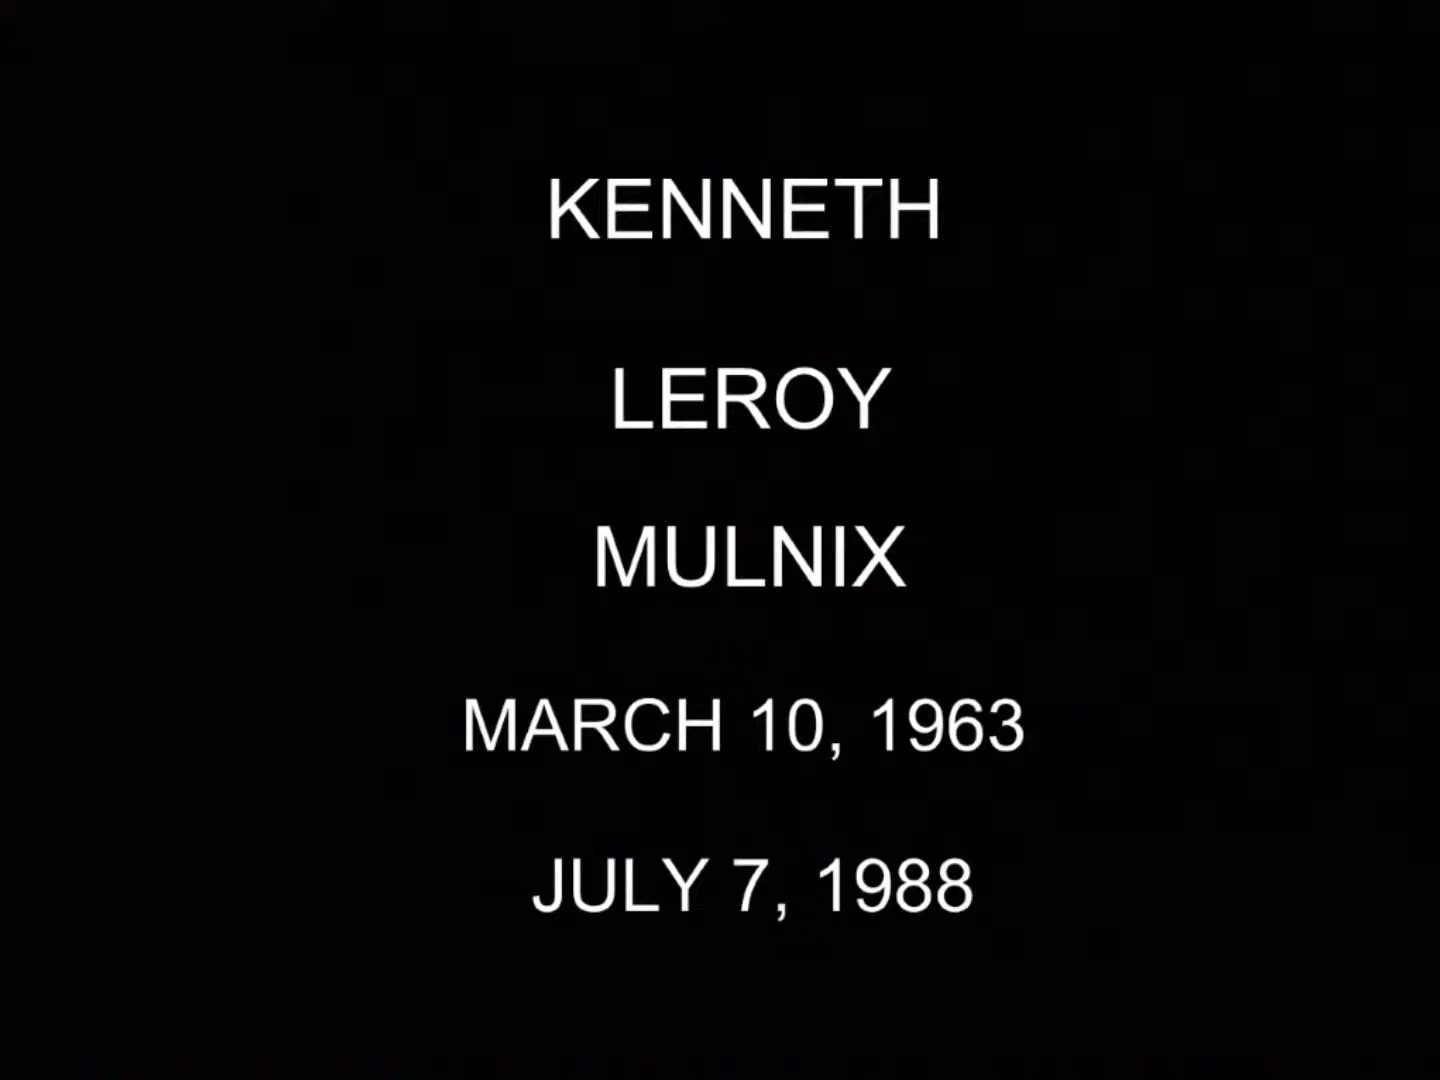 KENNETH
LEROY
MULNIX
MARCH 10, 1963
JULY 7, 1988